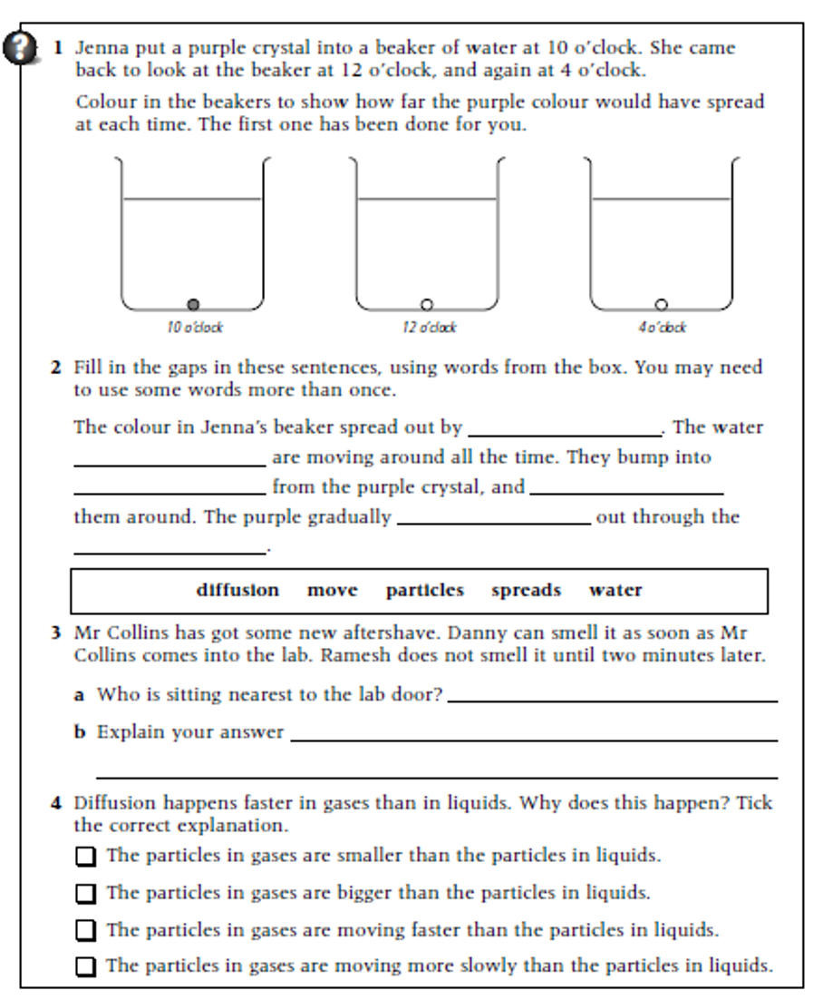 ?
1 Jenna put a purple crystal into a beaker of water at 10 o'clock. She came
back to look at the beaker at 12 o'clock, and again at 4 o'clock.
Colour in the beakers to show how far the purple colour would have spread
at each time. The first one has been done for you.
10 o'clock 12 o'clock 4 o'clock
2 Fill in the gaps in these sentences, using words from the box. You may need
to use some words more than once.
The colour in Jenna's beaker spread out by ____________. The water
____________ are moving around all the time. They bump into
____________ from the purple crystal, and ____________
them around. The purple gradually ____________ out through the
____________.
diffusion move particles spreads water
3 Mr Collins has got some new aftershave. Danny can smell it as soon as Mr
Collins comes into the lab. Ramesh does not smell it until two minutes later.
a Who is sitting nearest to the lab door? ____________
b Explain your answer ____________
4 Diffusion happens faster in gases than in liquids. Why does this happen? Tick
the correct explanation.
The particles in gases are smaller than the particles in liquids.
The particles in gases are bigger than the particles in liquids.
The particles in gases are moving faster than the particles in liquids.
The particles in gases are moving more slowly than the particles in liquids.